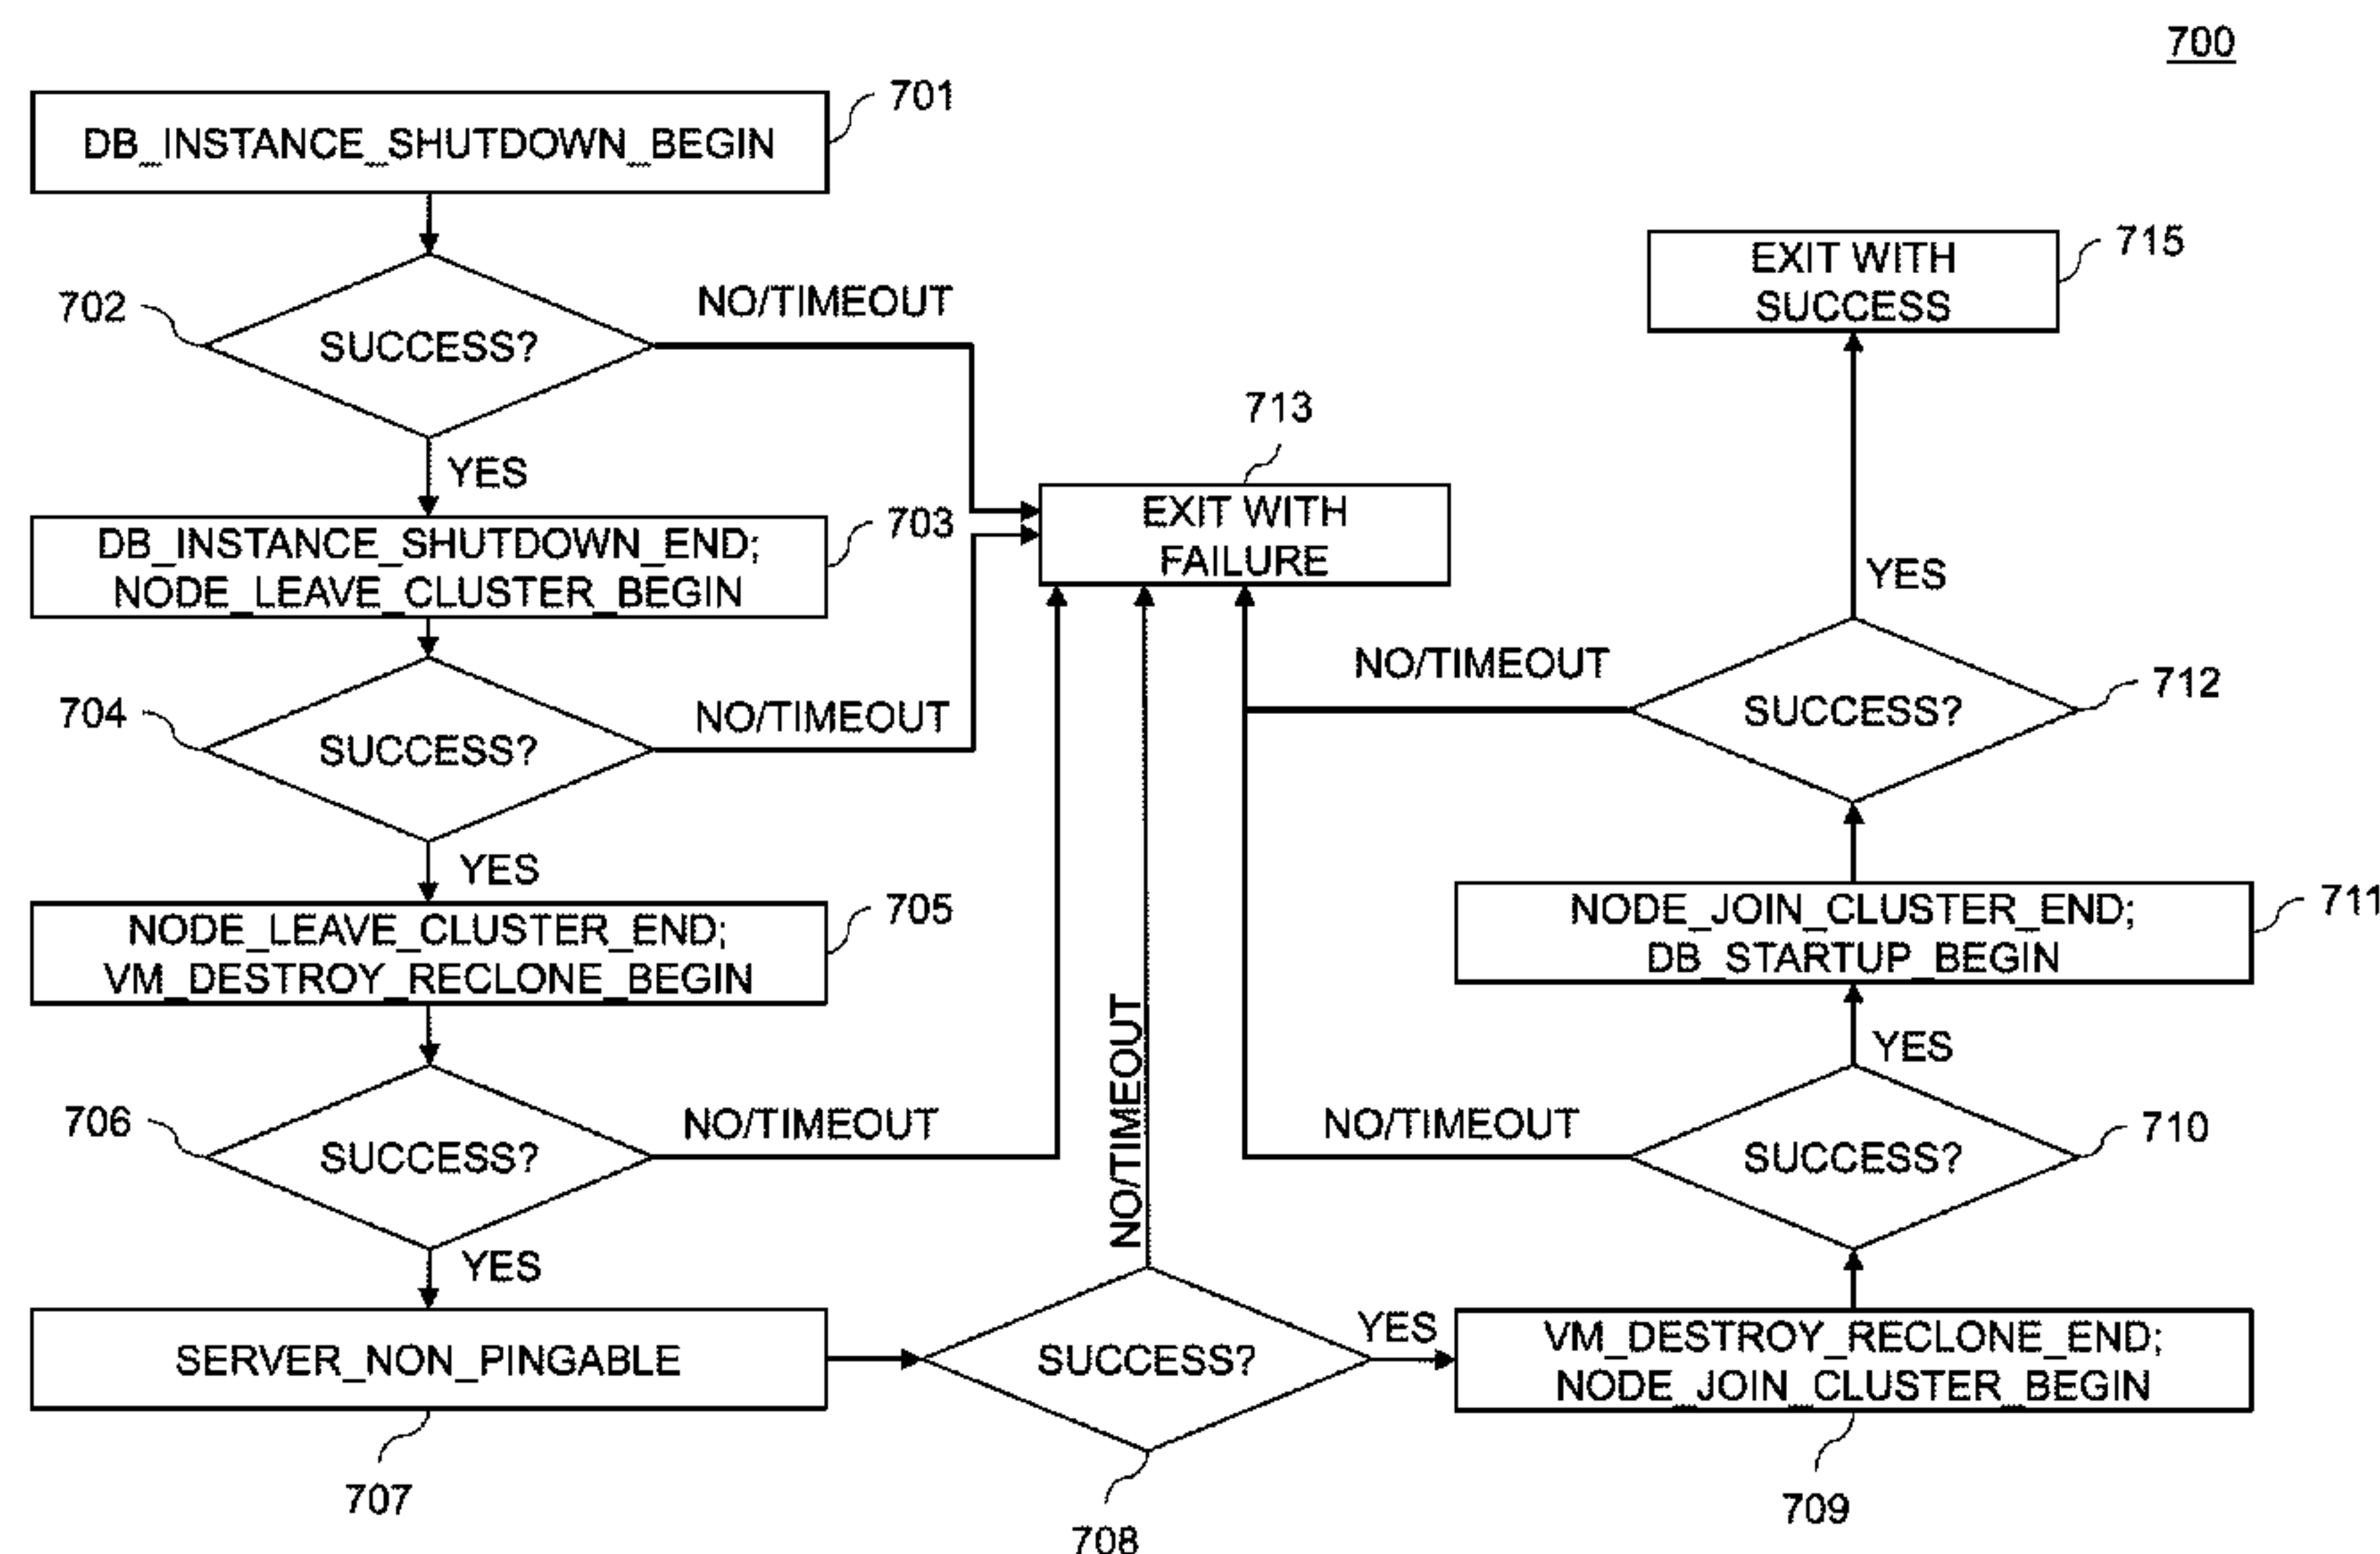 700
DB_INSTANCE_SHUTDOWN_BEGIN
701
702
SUCCESS?
NO/TIMEOUT
YES
DB_INSTANCE_SHUTDOWN_END;
NODE_LEAVE_CLUSTER_BEGIN
703
704
SUCCESS?
NO/TIMEOUT
YES
NODE_LEAVE_CLUSTER_END;
VM_DESTROY_RECLONE_BEGIN
705
706
SUCCESS?
NO/TIMEOUT
YES
SERVER_NON_PINGABLE
707
SUCCESS?
708
NO/TIMEOUT
YES
VM_DESTROY_RECLONE_END;
NODE_JOIN_CLUSTER_BEGIN
709
SUCCESS?
710
NO/TIMEOUT
YES
NODE_JOIN_CLUSTER_END;
DB_STARTUP_BEGIN
711
SUCCESS?
712
NO/TIMEOUT
YES
713
EXIT WITH
FAILURE
EXIT WITH
SUCCESS
715